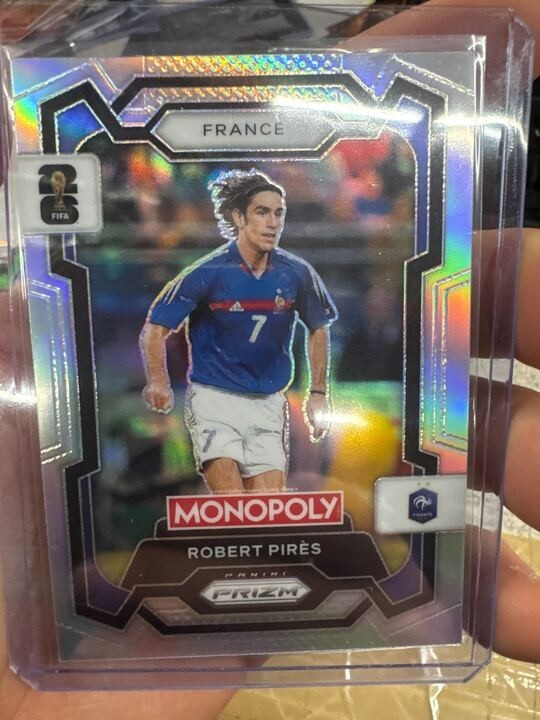 FRANCE
26
FIFA
7
7
MONOPOLY
FRANCE
ROBERT PIRÈS
PANINI
PRIZM